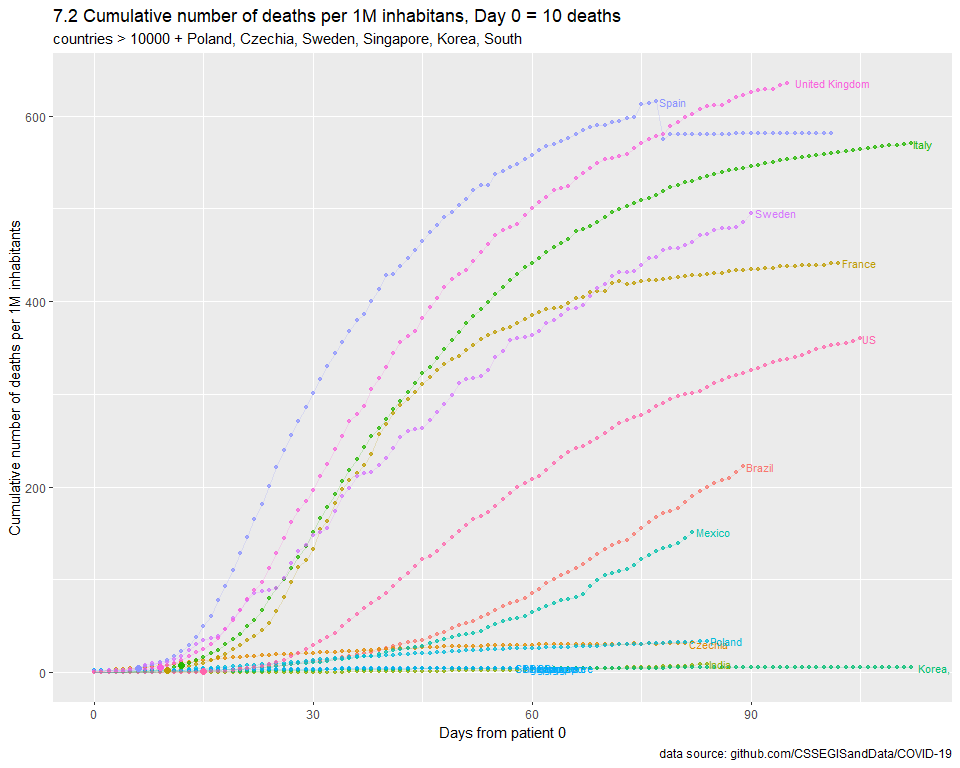 7.2 Cumulative number of deaths per 1M inhabitans, Day 0 = 10 deaths
countries > 10000 + Poland, Czechia, Sweden, Singapore, Korea, South
Cumulative number of deaths per 1M inhabitants
600
400
200
0
United Kingdom
Spain
Italy
Sweden
France
US
Brazil
Mexico
Poland
Czechia
India
Korea,
0
30
60
90
Days from patient 0
data source: github.com/CSSEGISandData/COVID-19